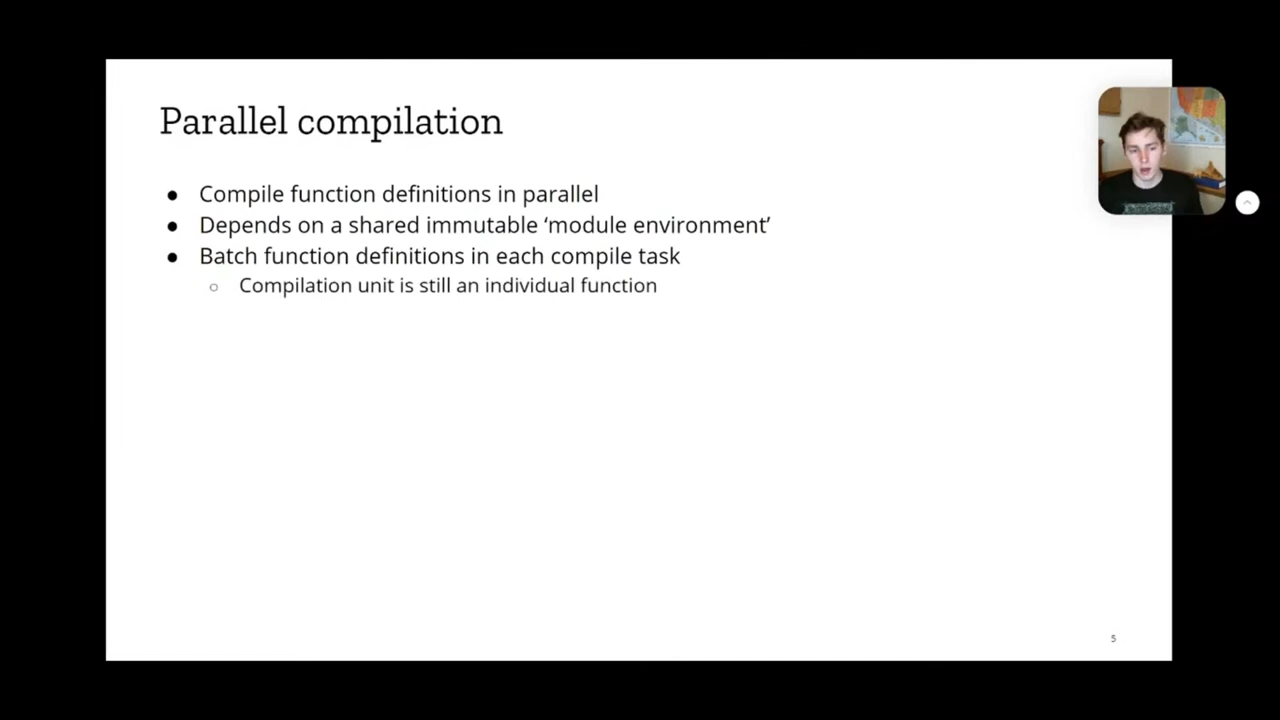 Parallel compilation
● Compile function definitions in parallel
● Depends on a shared immutable ‘module environment’
● Batch function definitions in each compile task
○ Compilation unit is still an individual function
5